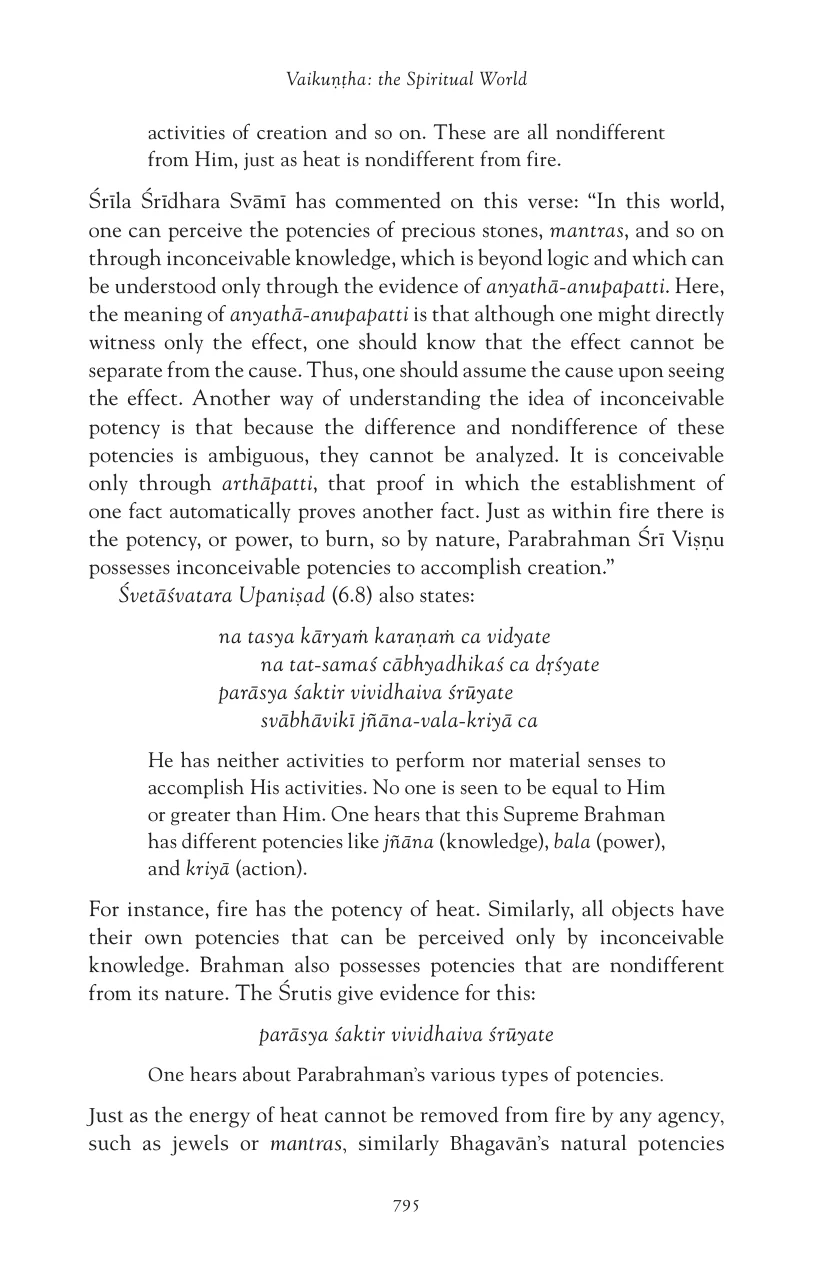 Vaikuṇṭha: the Spiritual World
activities of creation and so on. These are all nondifferent
from Him, just as heat is nondifferent from fire.
Śrīla Śrīdhara Svāmī has commented on this verse: “In this world,
one can perceive the potencies of precious stones, mantras, and so on
through inconceivable knowledge, which is beyond logic and which can
be understood only through the evidence of anyathā-anupapatti. Here,
the meaning of anyathā-anupapatti is that although one might directly
witness only the effect, one should know that the effect cannot be
separate from the cause. Thus, one should assume the cause upon seeing
the effect. Another way of understanding the idea of inconceivable
potency is that because the difference and nondifference of these
potencies is ambiguous, they cannot be analyzed. It is conceivable
only through arthāpatti, that proof in which the establishment of
one fact automatically proves another fact. Just as within fire there is
the potency, or power, to burn, so by nature, Parabrahman Śrī Viṣṇu
possesses inconceivable potencies to accomplish creation.”
Śvetāśvatara Upaniṣad (6.8) also states:
na tasya kāryaṁ karaṇaṁ ca vidyate
na tat-samaś cābhyadhikaś ca dṛśyate
parāsya śaktir vividhaiva śrūyate
svābhāvikī jñāna-vala-kriyā ca
He has neither activities to perform nor material senses to
accomplish His activities. No one is seen to be equal to Him
or greater than Him. One hears that this Supreme Brahman
has different potencies like jñāna (knowledge), bala (power),
and kriyā (action).
For instance, fire has the potency of heat. Similarly, all objects have
their own potencies that can be perceived only by inconceivable
knowledge. Brahman also possesses potencies that are nondifferent
from its nature. The Śrutis give evidence for this:
parāsya śaktir vividhaiva śrūyate
One hears about Parabrahman’s various types of potencies.
Just as the energy of heat cannot be removed from fire by any agency,
such as jewels or mantras, similarly Bhagavān’s natural potencies
795